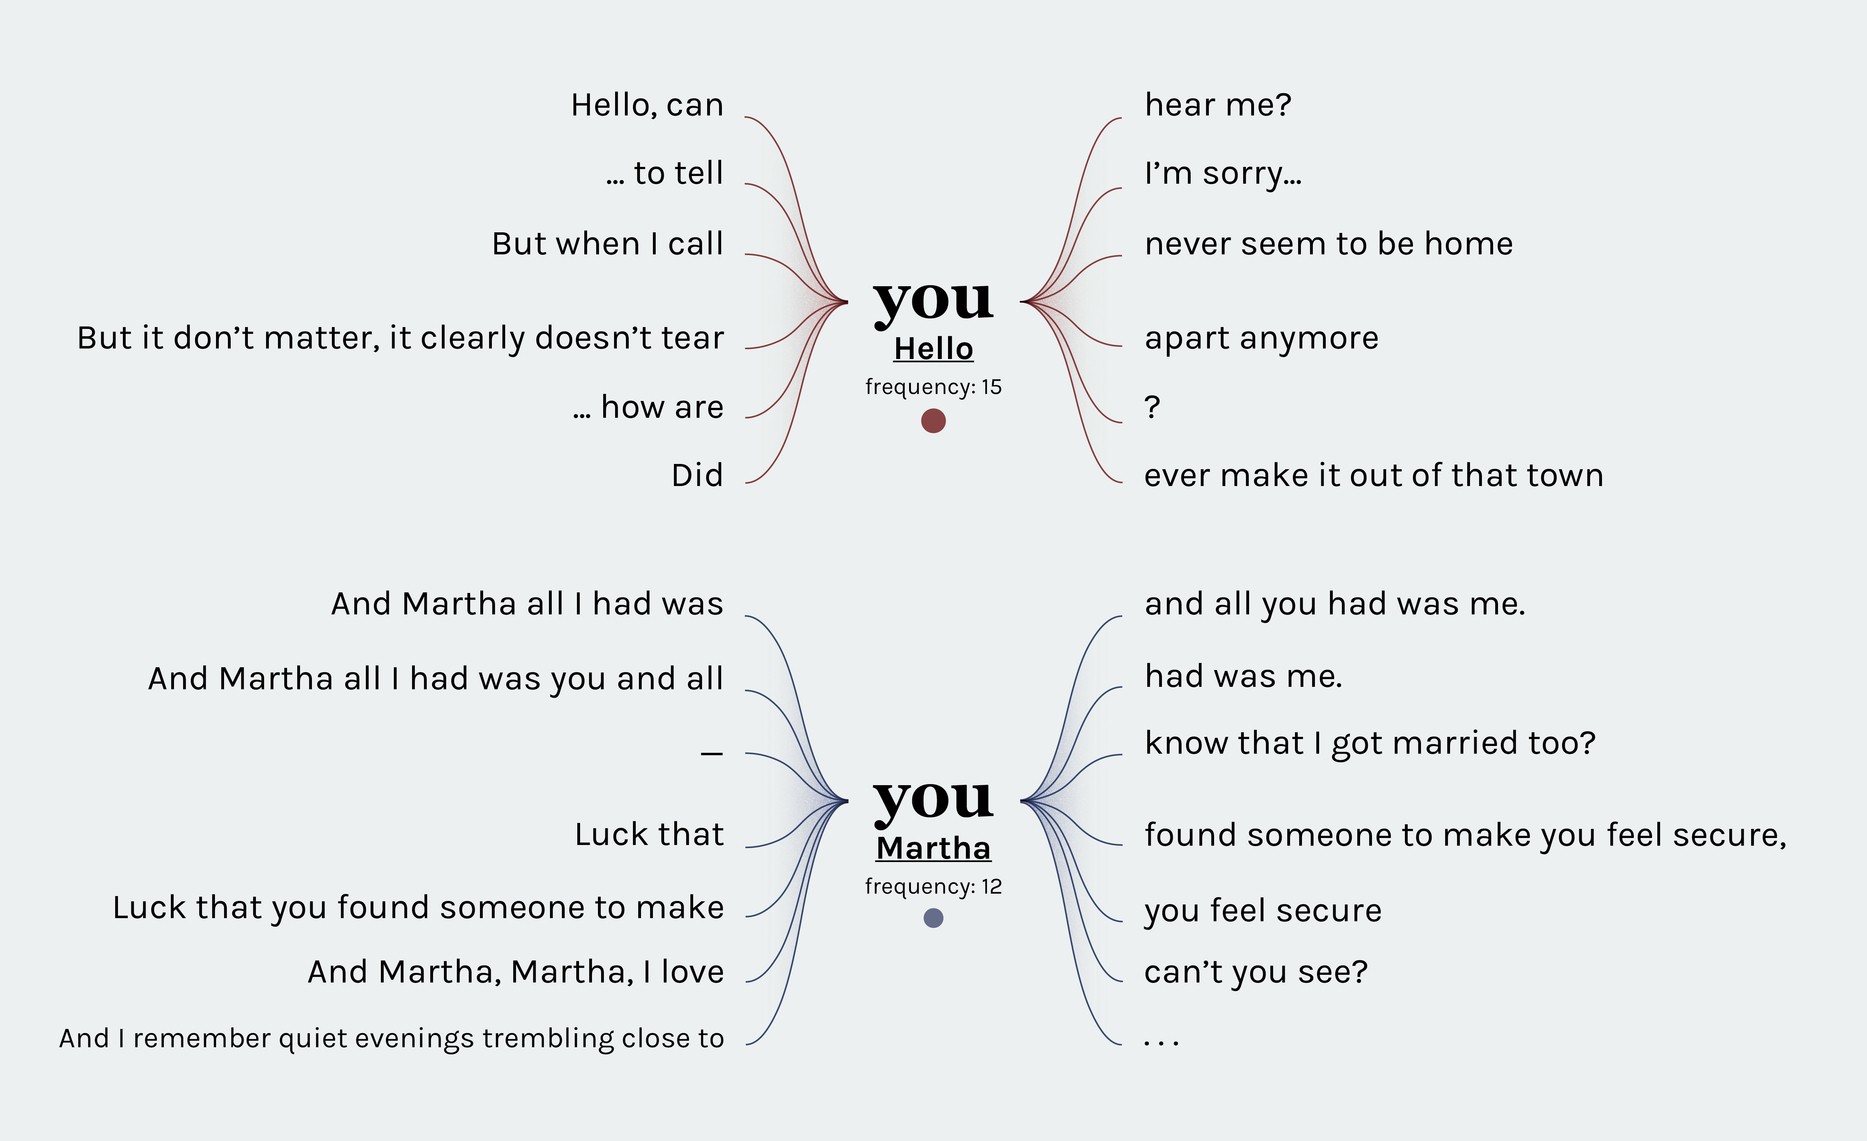 Hello, can
hear me?
… to tell
I’m sorry…
But when I call
never seem to be home
you
Hello
frequency: 15
But it don’t matter, it clearly doesn’t tear
apart anymore
… how are
?
Did
ever make it out of that town
And Martha all I had was
and all you had was me.
And Martha all I had was you and all
had was me.
–
know that I got married too?
you
Martha
frequency: 12
Luck that
found someone to make you feel secure,
Luck that you found someone to make
you feel secure
And Martha, Martha, I love
can’t you see?
And I remember quiet evenings trembling close to
. . .